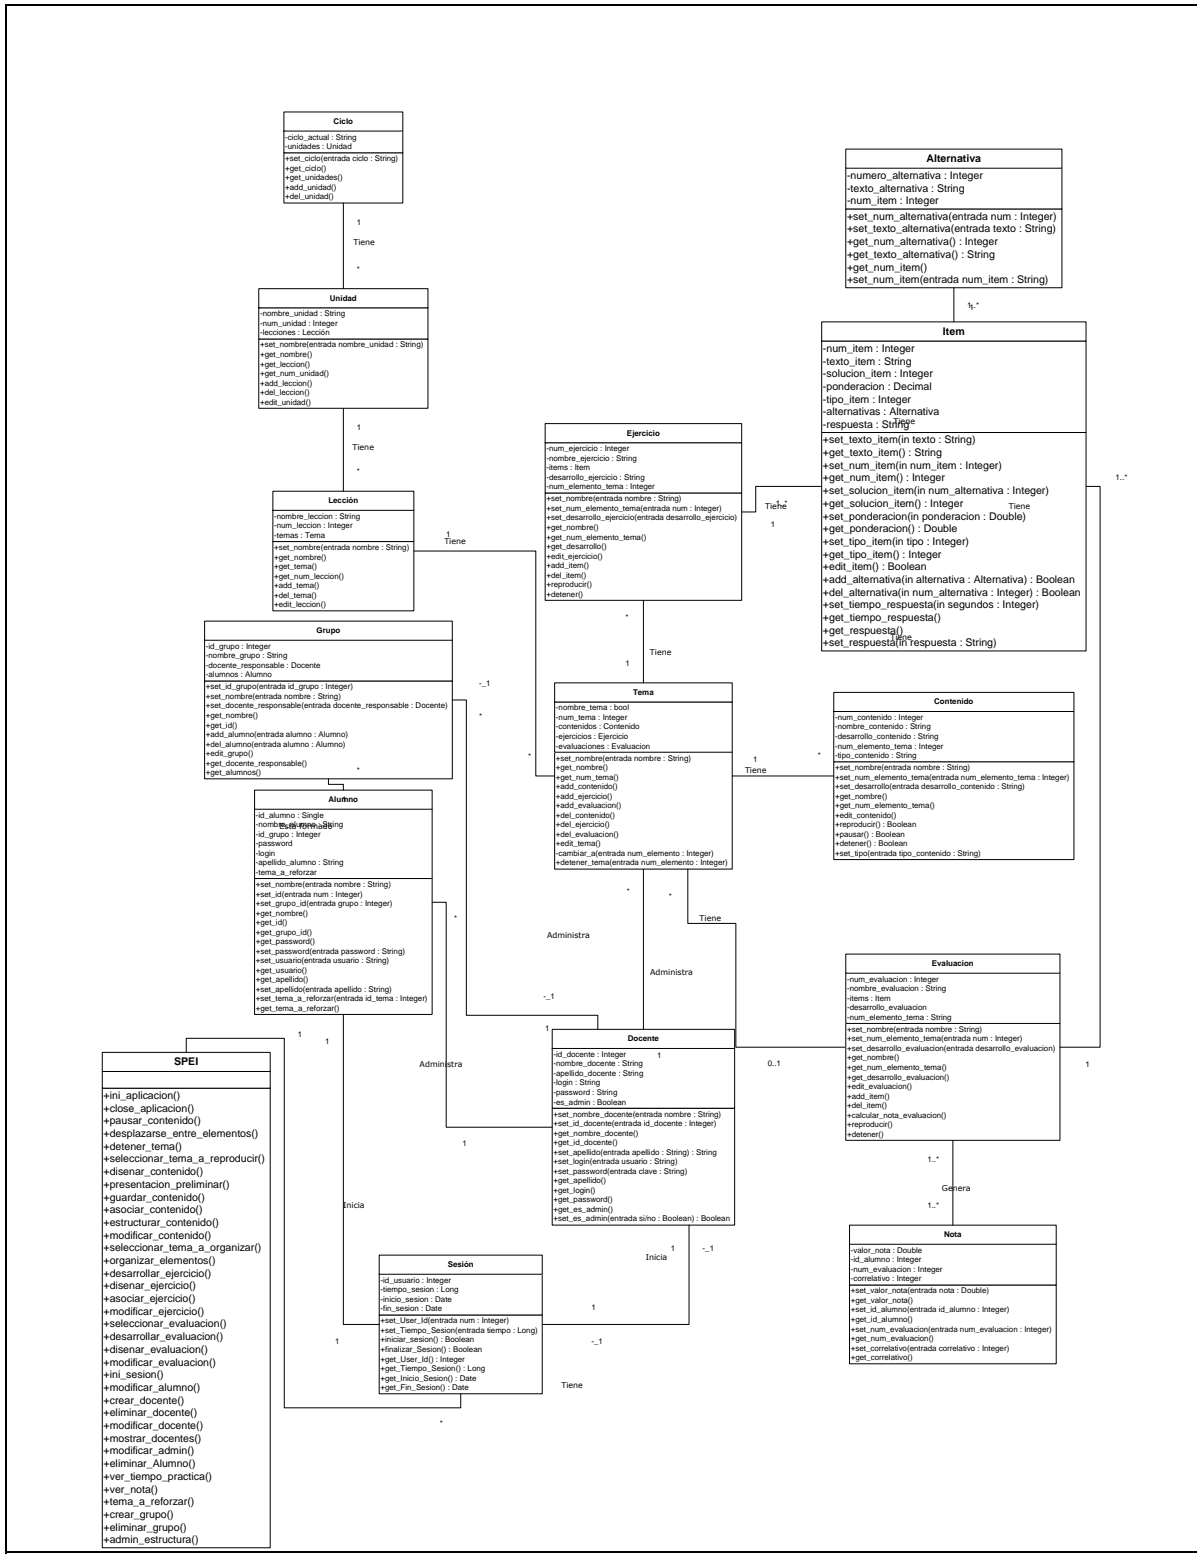 Ciclo
-ciclo_actual : String
-unidades : Unidad
+set_ciclo(entrada ciclo : String)
+get_ciclo()
+get_unidades()
+add_unidad()
+del_unidad()
1
Tiene
*
Unidad
-nombre_unidad : String
-num_unidad : Integer
-lecciones : Lección
+set_nombre(entrada nombre_unidad : String)
+get_nombre()
+get_leccion()
+get_num_unidad()
+add_leccion()
+del_leccion()
+edit_unidad()
1
Tiene
*
Lección
-nombre_leccion : String
-num_leccion : Integer
-temas : Tema
+set_nombre(entrada nombre : String)
+get_nombre()
+get_tema()
+get_num_leccion()
+add_tema()
+del_tema()
+edit_leccion()
1
Tiene
*
Alternativa
-numero_alternativa : Integer
-texto_alternativa : String
-num_item : Integer
+set_num_alternativa(entrada num : Integer)
+set_texto_alternativa(entrada texto : String)
+get_num_alternativa() : Integer
+get_texto_alternativa() : String
+get_num_item()
+set_num_item(entrada num_item : String)
1
1..*
Item
-num_item : Integer
-texto_item : String
-solucion_item : Integer
-ponderacion : Decimal
-tipo_item : Integer
-alternativas : Alternativa
-respuesta : String
Tiene
+set_texto_item(in texto : String)
+get_texto_item() : String
+set_num_item(in num_item : Integer)
+get_num_item() : Integer
+set_solucion_item(in num_alternativa : Integer)
+get_solucion_item() : Integer
+set_ponderacion(in ponderacion : Double)
+get_ponderacion() : Double
+set_tipo_item(in tipo : Integer)
+get_tipo_item() : Integer
+edit_item() : Boolean
+add_alternativa(in alternativa : Alternativa) : Boolean
+del_alternativa(in num_alternativa : Integer) : Boolean
+set_tiempo_respuesta(in segundos : Integer)
+get_tiempo_respuesta()
+get_respuesta()
+set_respuesta(in respuesta : String)
Tiene
1..*
Tiene
1
Ejercicio
-num_ejercicio : Integer
-nombre_ejercicio : String
-items : Item
-desarrollo_ejercicio : String
-num_elemento_tema : Integer
+set_nombre(entrada nombre : String)
+set_num_elemento_tema(entrada num : Integer)
+set_desarrollo_ejercicio(entrada desarrollo_ejercicio)
+get_nombre()
+get_num_elemento_tema()
+get_desarrollo()
+edit_ejercicio()
+add_item()
+del_item()
+reproducir()
+detener()
1..*
Tiene
1
*
Tiene
1
Grupo
-id_grupo : Integer
-nombre_grupo : String
-docente_responsable : Docente
-alumnos : Alumno
+set_id_grupo(entrada id_grupo : Integer)
+set_nombre(entrada nombre : String)
+set_docente_responsable(entrada docente_responsable : Docente)
+get_nombre()
+get_id()
+add_alumno(entrada alumno : Alumno)
+del_alumno(entrada alumno : Alumno)
+edit_grupo()
+get_docente_responsable()
+get_alumnos()
*
-_1
*
Tema
-nombre_tema : bool
-num_tema : Integer
-contenidos : Contenido
-ejercicios : Ejercicio
-evaluaciones : Evaluacion
+set_nombre(entrada nombre : String)
+get_nombre()
+get_num_tema()
+add_contenido()
+add_ejercicio()
+add_evaluacion()
+del_contenido()
+del_ejercicio()
+del_evaluacion()
+edit_tema()
-cambiar_a(entrada num_elemento : Integer)
+detener_tema(entrada num_elemento : Integer)
1
Tiene
*
Contenido
-num_contenido : Integer
-nombre_contenido : String
-desarrollo_contenido : String
-num_elemento_tema : Integer
-tipo_contenido : String
+set_nombre(entrada nombre : String)
+set_num_elemento_tema(entrada num_elemento_tema : Integer)
+set_desarrollo(entrada desarrollo_contenido : String)
+get_nombre()
+get_num_elemento_tema()
+edit_contenido()
+reproducir() : Boolean
+pausar() : Boolean
+detener() : Boolean
+set_tipo(entrada tipo_contenido : String)
Alumno
-id_alumno : Single
-nombre_alumno : String
Está formado
-id_grupo : Integer
-password
-login
-apellido_alumno : String
-tema_a_reforzar
+set_nombre(entrada nombre : String)
+set_id(entrada num : Integer)
+set_grupo_id(entrada grupo : Integer)
+get_nombre()
+get_id()
+get_grupo_id()
+get_password()
+set_password(entrada password : String)
+set_usuario(entrada usuario : String)
+get_usuario()
+get_apellido()
+set_apellido(entrada apellido : String)
+set_tema_a_reforzar(entrada id_tema : Integer)
+get_tema_a_reforzar()
*
Administra
-_1
*
Administra
*
Tiene
0..1
Evaluacion
-num_evaluacion : Integer
-nombre_evaluacion : String
-items : Item
-desarrollo_evaluacion
-num_elemento_tema : String
+set_nombre(entrada nombre : String)
+set_num_elemento_tema(entrada num : Integer)
+set_desarrollo_evaluacion(entrada desarrollo_evaluacion)
+get_nombre()
+get_num_elemento_tema()
+get_desarrollo_evaluacion()
+edit_evaluacion()
+add_item()
+del_item()
+calcular_nota_evaluacion()
+reproducir()
+detener()
1..*
Genera
1..*
Nota
-valor_nota : Double
-id_alumno : Integer
-num_evaluacion : Integer
-correlativo : Integer
+set_valor_nota(entrada nota : Double)
+get_valor_nota()
+set_id_alumno(entrada id_alumno : Integer)
+get_id_alumno()
+set_num_evaluacion(entrada num_evaluacion : Integer)
+get_num_evaluacion()
+set_correlativo(entrada correlativo : Integer)
+get_correlativo()
1
Docente
1
-id_docente : Integer
-nombre_docente : String
-apellido_docente : String
-login : String
-password : String
-es_admin : Boolean
+set_nombre_docente(entrada nombre : String)
+set_id_docente(entrada id_docente : Integer)
+get_nombre_docente()
+get_id_docente()
+set_apellido(entrada apellido : String) : String
+set_login(entrada usuario : String)
+set_password(entrada clave : String)
+get_apellido()
+get_login()
+get_password()
+get_es_admin()
+set_es_admin(entrada si/no : Boolean) : Boolean
Administra
1
1
1
Inicia
1
SPEI
+ini_aplicacion()
+close_aplicacion()
+pausar_contenido()
+desplazarse_entre_elementos()
+detener_tema()
+seleccionar_tema_a_reproducir()
+disenar_contenido()
+presentacion_preliminar()
+guardar_contenido()
+asociar_contenido()
+estructurar_contenido()
+modificar_contenido()
+seleccionar_tema_a_organizar()
+organizar_elementos()
+desarrollar_ejercicio()
+disenar_ejercicio()
+asociar_ejercicio()
+modificar_ejercicio()
+seleccionar_evaluacion()
+desarrollar_evaluacion()
+disenar_evaluacion()
+modificar_evaluacion()
+ini_sesion()
+modificar_alumno()
+crear_docente()
+eliminar_docente()
+modificar_docente()
+mostrar_docentes()
+modificar_admin()
+eliminar_Alumno()
+ver_tiempo_practica()
+ver_nota()
+tema_a_reforzar()
+crear_grupo()
+eliminar_grupo()
+admin_estructura()
Sesión
-id_usuario : Integer
-tiempo_sesion : Long
-inicio_sesion : Date
-fin_sesion : Date
+set_User_Id(entrada num : Integer)
+set_Tiempo_Sesion(entrada tiempo : Long)
+iniciar_sesion() : Boolean
+finalizar_Sesion() : Boolean
+get_User_Id() : Integer
+get_Tiempo_Sesion() : Long
+get_Inicio_Sesion() : Date
+get_Fin_Sesion() : Date
Inicia
1
-_1
1
-_1
Tiene
*